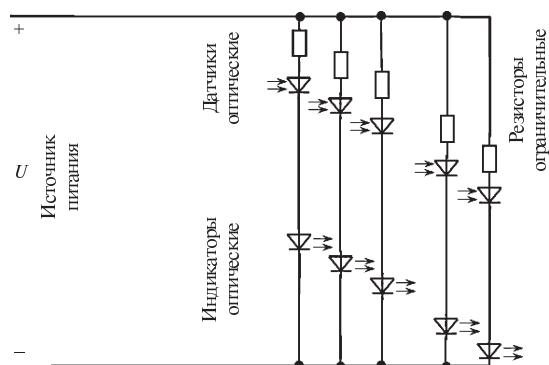 +
U
Источник
питания
–
Датчики
оптические
Индикаторы
оптические
Резисторы
ограничительные